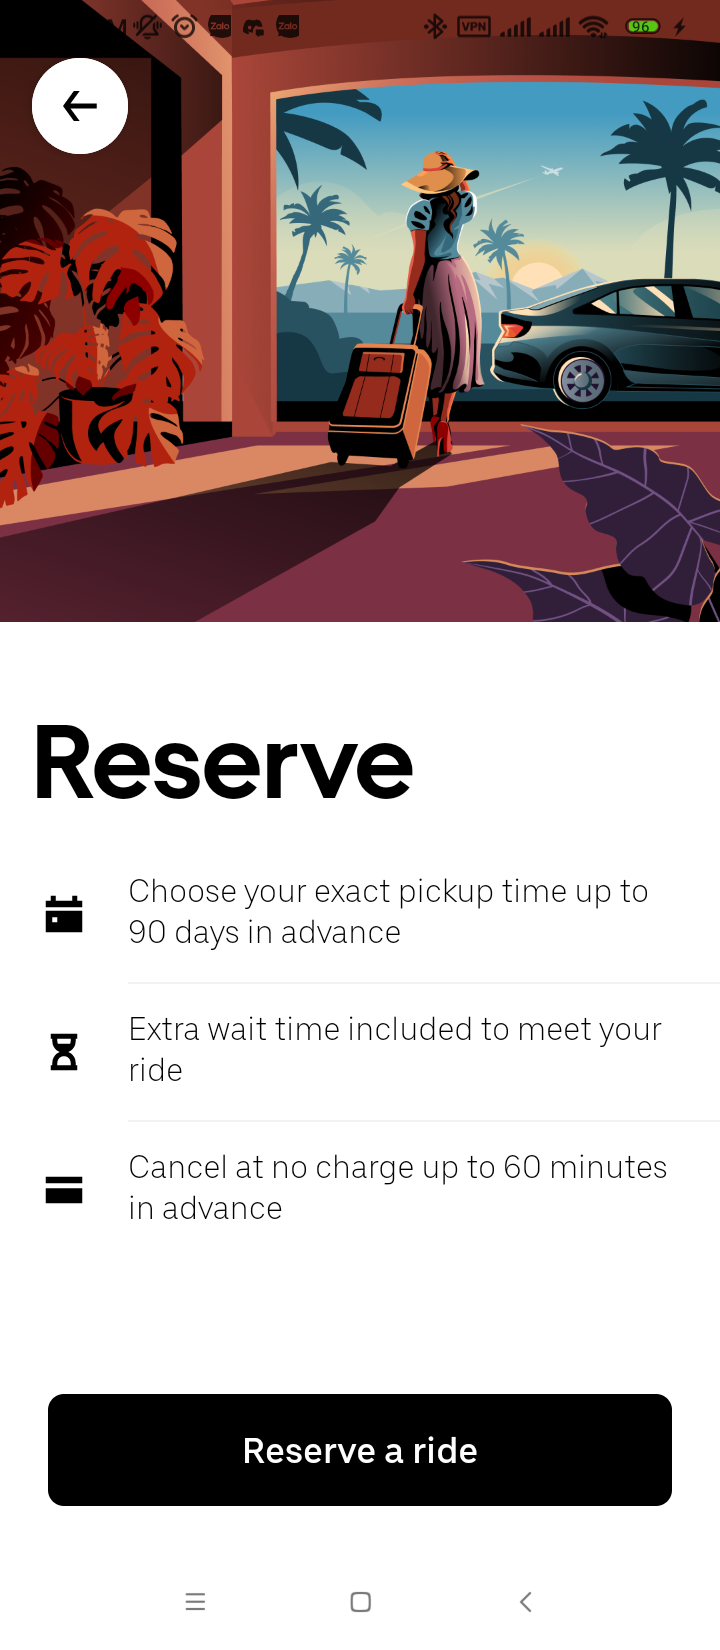 M Zalo Zalo VPN 96
Reserve
Choose your exact pickup time up to
90 days in advance
Extra wait time included to meet your
ride
Cancel at no charge up to 60 minutes
in advance
Reserve a ride